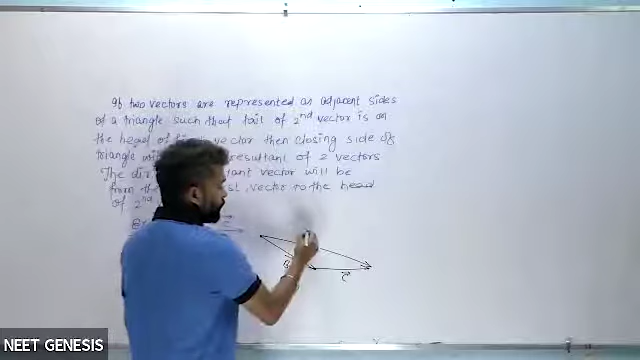 If two vectors are represented as adjacent sides
of a triangle such that tail of 2nd vector is on
the head of vector then closing side of
triangle resultant of 2 vectors
The vector will be
from the vector to the head
of 2nd
B
C
NEET GENESIS